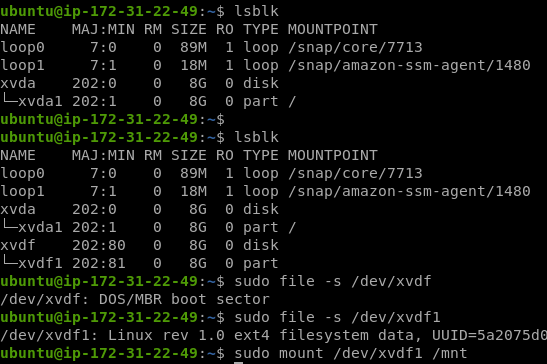 ubuntu@ip-172-31-22-49:~$ lsblk
NAME    MAJ:MIN RM SIZE RO TYPE MOUNTPOINT
loop0     7:0    0  89M  1 loop /snap/core/7713
loop1     7:1    0  18M  1 loop /snap/amazon-ssm-agent/1480
xvda    202:0    0   8G  0 disk
└─xvda1 202:1    0   8G  0 part /
ubuntu@ip-172-31-22-49:~$
ubuntu@ip-172-31-22-49:~$ lsblk
NAME    MAJ:MIN RM SIZE RO TYPE MOUNTPOINT
loop0     7:0    0  89M  1 loop /snap/core/7713
loop1     7:1    0  18M  1 loop /snap/amazon-ssm-agent/1480
xvda    202:0    0   8G  0 disk
└─xvda1 202:1    0   8G  0 part /
xvdf    202:80   0   8G  0 disk
└─xvdf1 202:81   0   8G  0 part
ubuntu@ip-172-31-22-49:~$ sudo file -s /dev/xvdf
/dev/xvdf: DOS/MBR boot sector
ubuntu@ip-172-31-22-49:~$ sudo file -s /dev/xvdf1
/dev/xvdf1: Linux rev 1.0 ext4 filesystem data, UUID=5a2075d0
ubuntu@ip-172-31-22-49:~$ sudo mount /dev/xvdf1 /mnt